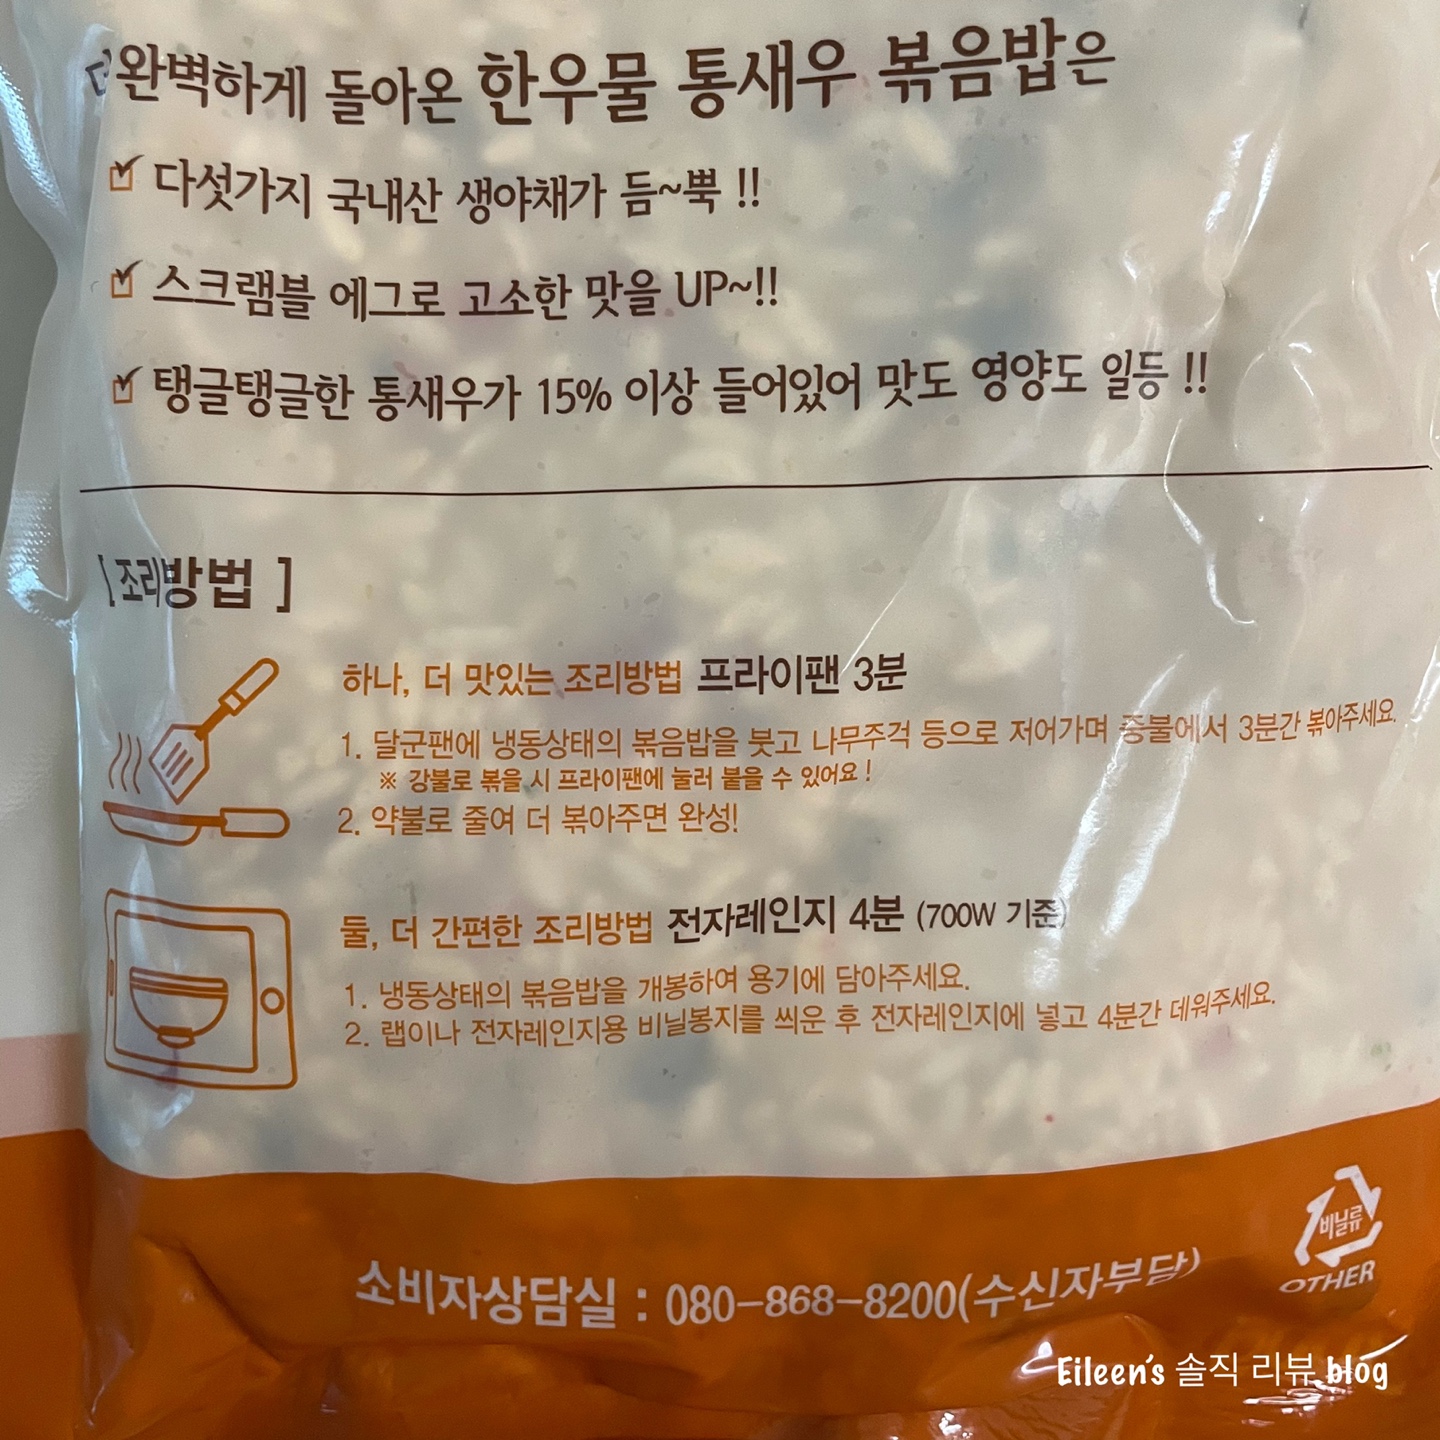 더 완벽하게 돌아온 한우물 통새우 볶음밥은
다섯가지 국내산 생야채가 듬~뿍 !!
스크램블 에그로 고소한 맛을 UP~!!
탱글탱글한 통새우가 15% 이상 들어있어 맛도 영양도 일등 !!
[조리방법 ]
하나, 더 맛있는 조리방법 프라이팬 3분
1. 달군팬에 냉동상태의 볶음밥을 붓고 나무주걱 등으로 저어가며 중불에서 3분간 볶아주세요.
※ 강불로 볶을 시 프라이팬에 눌러 붙을 수 있어요 !
2. 약불로 줄여 더 볶아주면 완성!
둘, 더 간편한 조리방법 전자레인지 4분 (700W 기준)
1. 냉동상태의 볶음밥을 개봉하여 용기에 담아주세요.
2. 랩이나 전자레인지용 비닐봉지를 씌운 후 전자레인지에 넣고 4분간 데워주세요.
비닐류
OTHER
소비자상담실 : 080-868-8200(수신자부담)
Eileen's 솔직 리뷰 blog